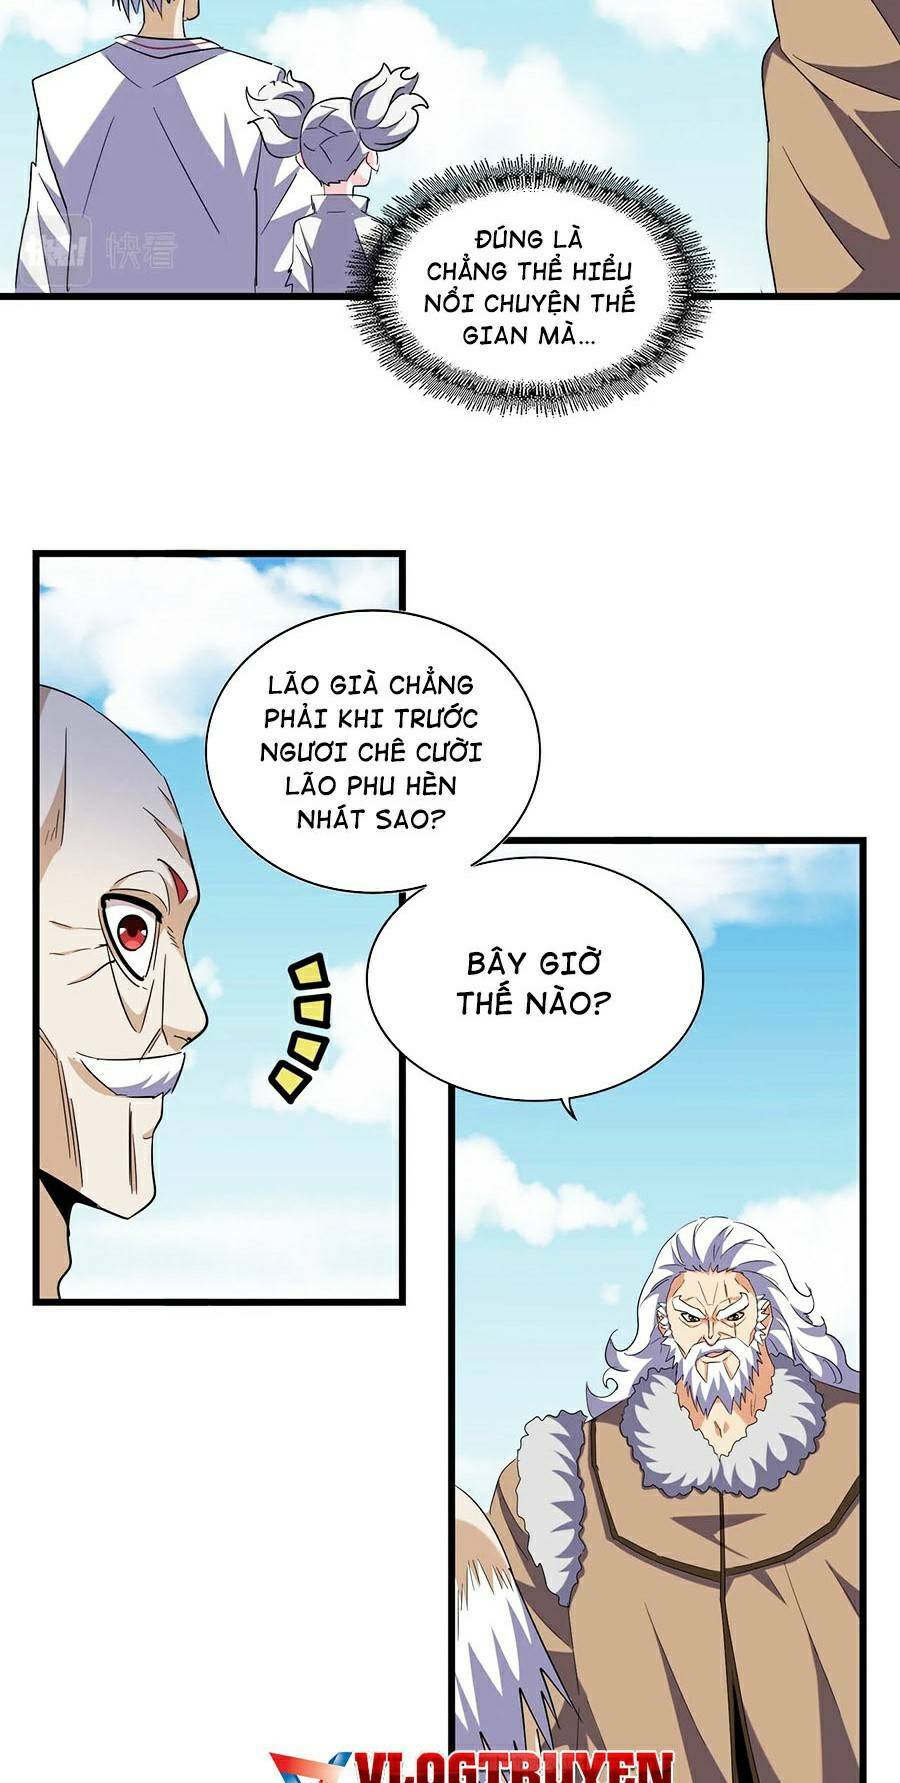 快看
ĐÚNG LÀ
CHẲNG THỂ HIỂU
NỔI CHUYỆN THẾ
GIAN MÀ...
LÃO GIÀ CHẲNG
PHẢI KHI TRƯỚC
NGƯƠI CHÊ CƯỜI
LÃO PHU HÈN
NHÁT SAO?
BÂY GIỜ
THẾ NÀO?
VLOGTRUYEN